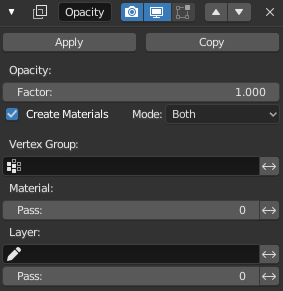 Opacity
Apply Copy
Opacity:
Factor: 1.000
Create Materials Mode: Both
Vertex Group:
Material:
Pass: 0
Layer:
Pass: 0